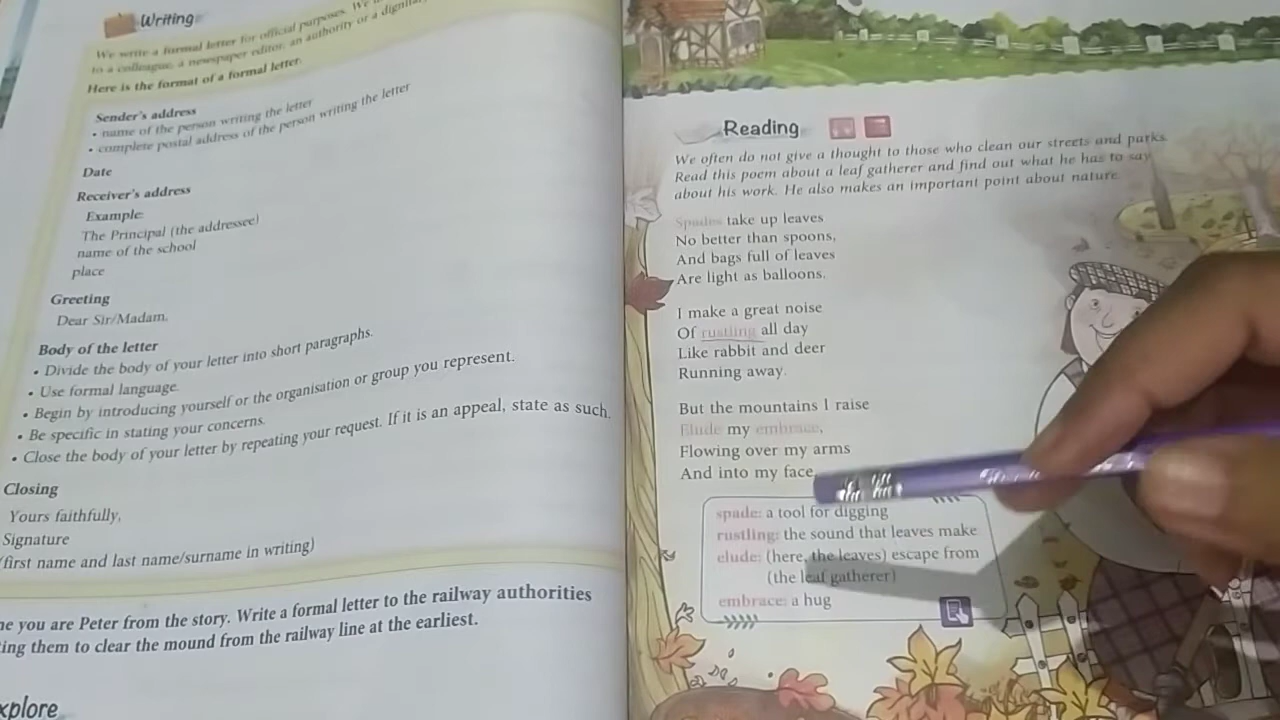 Writing
We write a formal letter for official purposes. We
to a colleague, a newspaper editor, an authority or a
Here is the format of a formal letter.
Sender's address
• name of the person writing the letter
• complete postal address of the person writing the letter
Date
Receiver's address
Example:
The Principal (the addressee)
name of the school
place
Greeting
Dear Sir/Madam,
Body of the letter
• Divide the body of your letter into short paragraphs.
• Use formal language.
• Begin by introducing yourself or the organisation or group you represent.
• Be specific in stating your concerns.
• Close the body of your letter by repeating your request. If it is an appeal, state as such.
Closing
Yours faithfully,
Signature
(first name and last name/surname in writing)
you are Peter from the story. Write a formal letter to the railway authorities
them to clear the mound from the railway line at the earliest.
xplore
Reading
We often do not give a thought to those who clean our streets and parks.
Read this poem about a leaf gatherer and find out what he has to say
about his work. He also makes an important point about nature.
Spades take up leaves
No better than spoons,
And bags full of leaves
Are light as balloons.
I make a great noise
Of rustling all day
Like rabbit and deer
Running away.
But the mountains I raise
Elude my embrace,
Flowing over my arms
And into my face.
spade: a tool for digging
rustling: the sound that leaves make
elude: (here, the leaves) escape from
(the leaf gatherer)
embrace: a hug